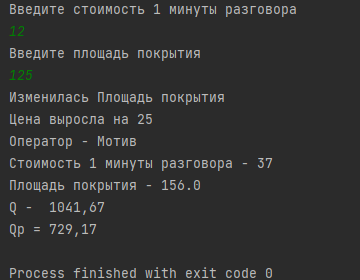 Введите стоимость 1 минуты разговора
12
Введите площадь покрытия
125
Изменилась Площадь покрытия
Цена выросла на 25
Оператор - Мотив
Стоимость 1 минуты разговора - 37
Площадь покрытия - 156.0
Q -  1041,67
Qp = 729,17
Process finished with exit code 0